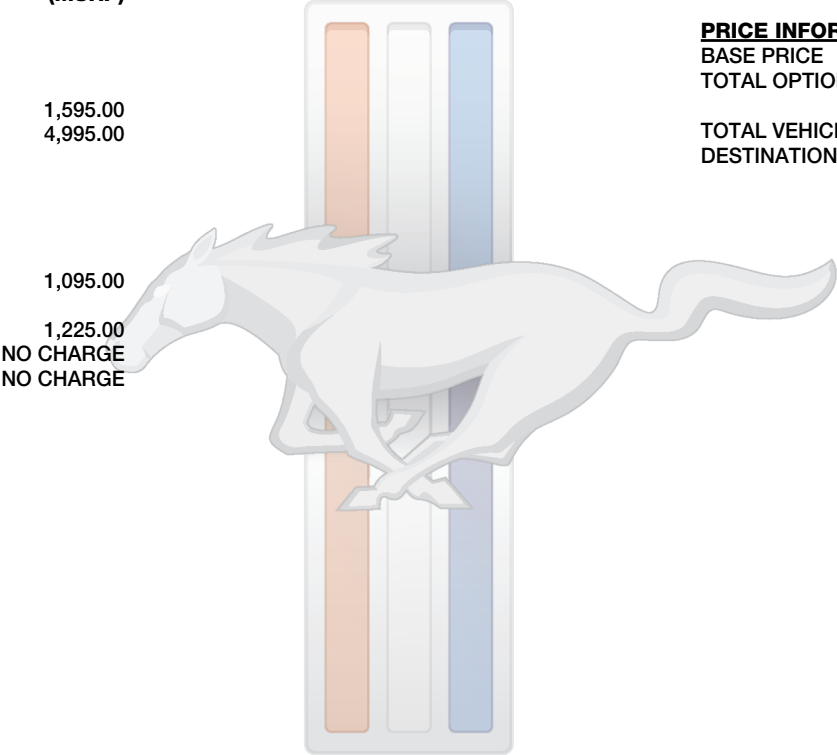 PRICE INFOR
BASE PRICE
TOTAL OPTIO
1,595.00
4,995.00
TOTAL VEHICL
DESTINATION
1,095.00
1,225.00
NO CHARGE
NO CHARGE